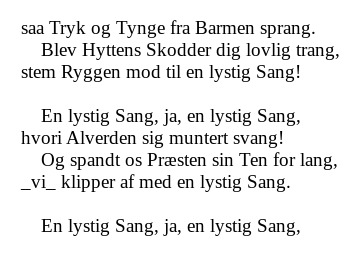 saa Tryk og Tynge fra Barmen sprang.
Blev Hyttens Skodder dig lovlig trang,
stem Ryggen mod til en lystig Sang!
En lystig Sang, ja, en lystig Sang,
hvori Alverden sig muntert svang!
Og spandt os Præsten sin Ten for lang,
_vi_ klipper af med en lystig Sang.
En lystig Sang, ja, en lystig Sang,